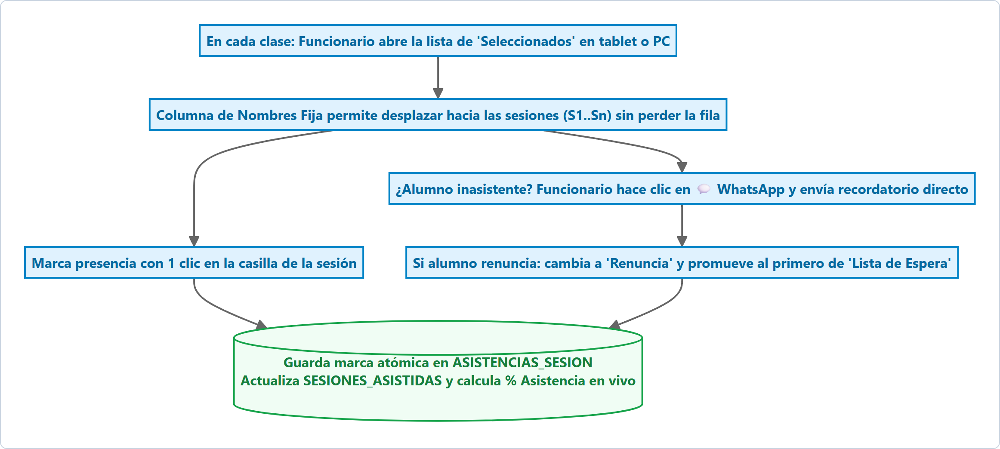 En cada clase: Funcionario abre la lista de 'Seleccionados' en tablet o PC
Columna de Nombres Fija permite desplazar hacia las sesiones (S1..Sn) sin perder la fila
¿Alumno inasistente? Funcionario hace clic en 💬 WhatsApp y envía recordatorio directo
Marca presencia con 1 clic en la casilla de la sesión
Si alumno renuncia: cambia a 'Renuncia' y promueve al primero de 'Lista de Espera'
Guarda marca atómica en ASISTENCIAS_SESION
Actualiza SESIONES_ASISTIDAS y calcula % Asistencia en vivo